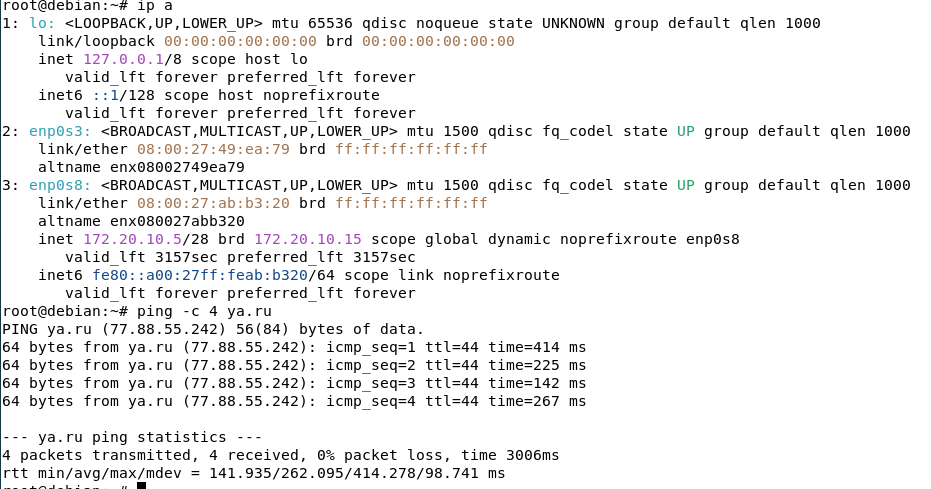 root@debian:~# ip a
1: lo: <LOOPBACK,UP,LOWER_UP> mtu 65536 qdisc noqueue state UNKNOWN group default qlen 1000
    link/loopback 00:00:00:00:00:00 brd 00:00:00:00:00:00
    inet 127.0.0.1/8 scope host lo
       valid_lft forever preferred_lft forever
    inet6 ::1/128 scope host noprefixroute
       valid_lft forever preferred_lft forever
2: enp0s3: <BROADCAST,MULTICAST,UP,LOWER_UP> mtu 1500 qdisc fq_codel state UP group default qlen 1000
    link/ether 08:00:27:49:ea:79 brd ff:ff:ff:ff:ff:ff
    altname enx08002749ea79
3: enp0s8: <BROADCAST,MULTICAST,UP,LOWER_UP> mtu 1500 qdisc fq_codel state UP group default qlen 1000
    link/ether 08:00:27:ab:b3:20 brd ff:ff:ff:ff:ff:ff
    altname enx080027abb320
    inet 172.20.10.5/28 brd 172.20.10.15 scope global dynamic noprefixroute enp0s8
       valid_lft 3157sec preferred_lft 3157sec
    inet6 fe80::a00:27ff:feab:b320/64 scope link noprefixroute
       valid_lft forever preferred_lft forever
root@debian:~# ping -c 4 ya.ru
PING ya.ru (77.88.55.242) 56(84) bytes of data.
64 bytes from ya.ru (77.88.55.242): icmp_seq=1 ttl=44 time=414 ms
64 bytes from ya.ru (77.88.55.242): icmp_seq=2 ttl=44 time=225 ms
64 bytes from ya.ru (77.88.55.242): icmp_seq=3 ttl=44 time=142 ms
64 bytes from ya.ru (77.88.55.242): icmp_seq=4 ttl=44 time=267 ms

--- ya.ru ping statistics ---
4 packets transmitted, 4 received, 0% packet loss, time 3006ms
rtt min/avg/max/mdev = 141.935/262.095/414.278/98.741 ms
root@debian:~#